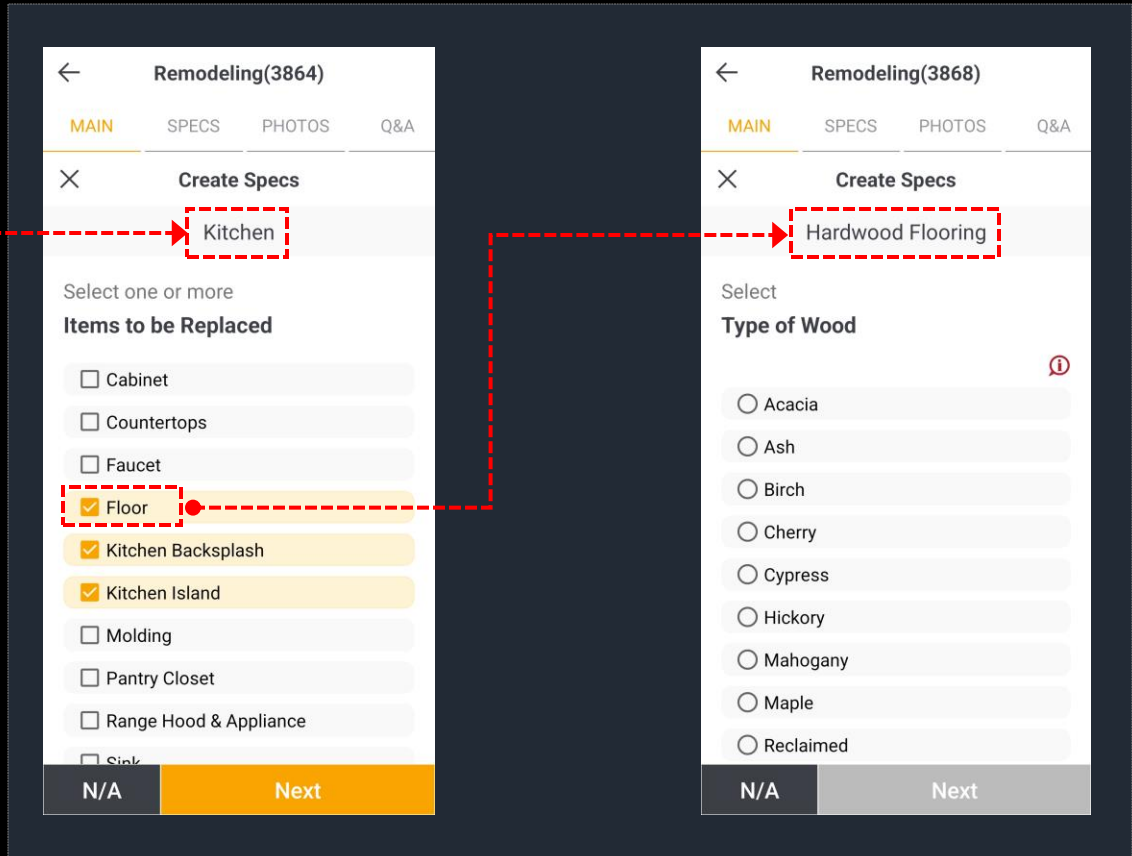 Remodeling(3864)
MAIN SPECS PHOTOS Q&A
Create Specs
Kitchen
Select one or more
Items to be Replaced
Cabinet
Countertops
Faucet
Floor
Kitchen Backsplash
Kitchen Island
Molding
Pantry Closet
Range Hood & Appliance
Sink
N/A Next
Remodeling(3868)
MAIN SPECS PHOTOS Q&A
Create Specs
Hardwood Flooring
Select
Type of Wood
Acacia
Ash
Birch
Cherry
Cypress
Hickory
Mahogany
Maple
Reclaimed
N/A Next